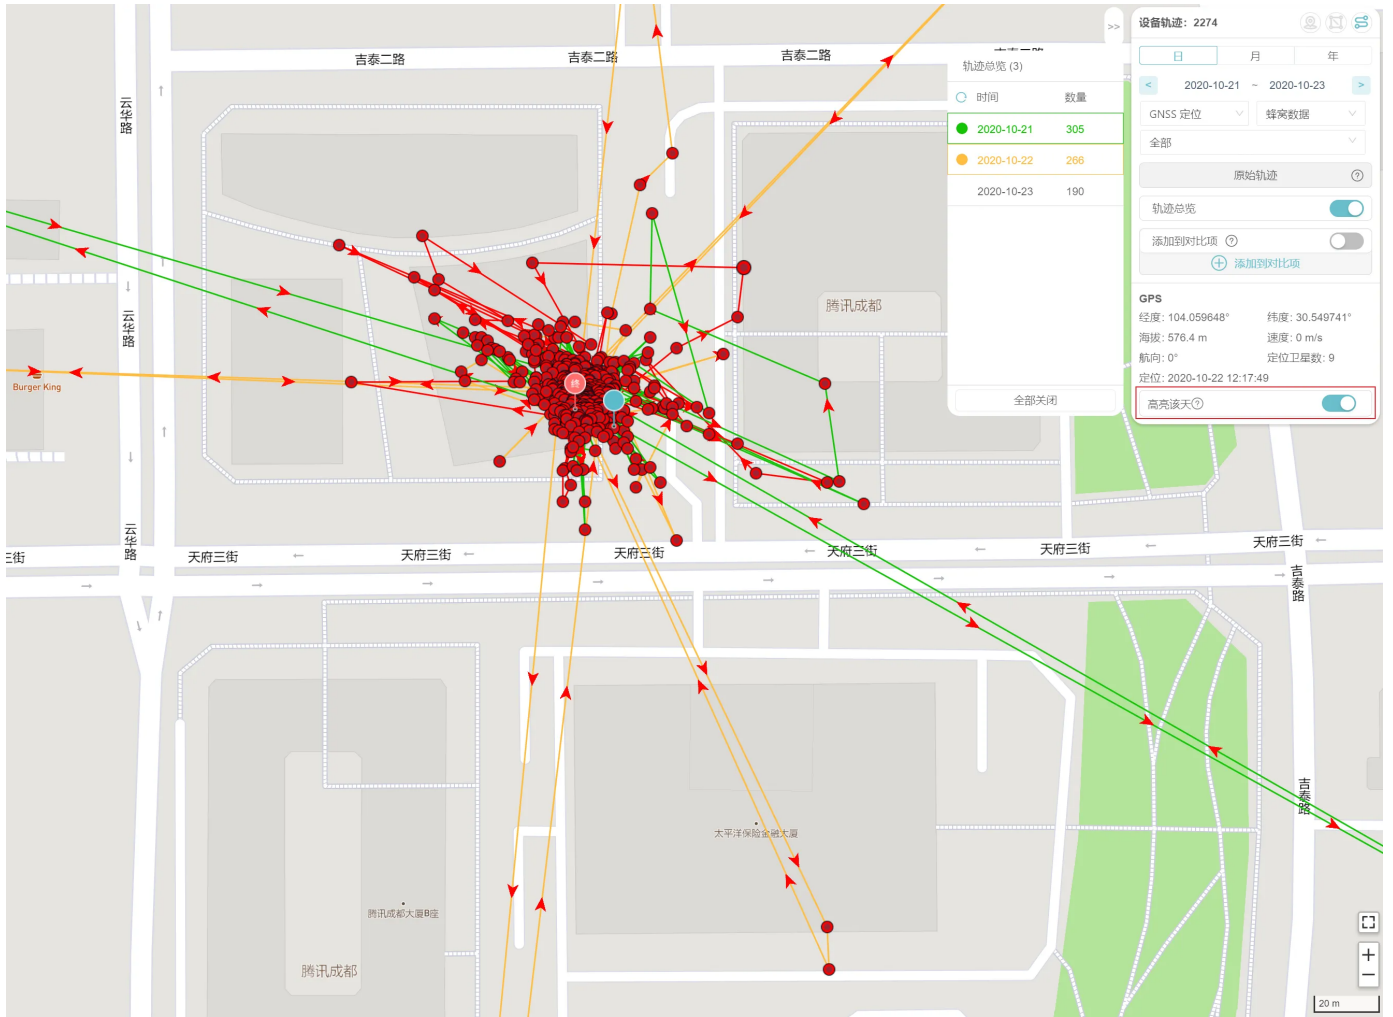 吉泰二路
吉泰二路
吉泰二路
云华路
云华路
云华路
Burger King
腾讯成都
终
三街
天府三街
天府三街
天府三街
天府三街
天府三街
天府三街
吉泰路
吉泰路
太平洋保险金融大厦
腾讯成都大厦B座
腾讯成都
>>
轨迹总览 (3)
时间 数量
2020-10-21 305
2020-10-22 266
2020-10-23 190
全部关闭
设备轨迹: 2274
日 月 年
< 2020-10-21 ~ 2020-10-23 >
GNSS 定位 蜂窝数据
全部
原始轨迹 ?
轨迹总览
添加到对比项 ?
添加到对比项
GPS
经度: 104.059648° 纬度: 30.549741°
海拔: 576.4 m 速度: 0 m/s
航向: 0° 定位卫星数: 9
定位: 2020-10-22 12:17:49
高亮该天 ?
+
−
20 m